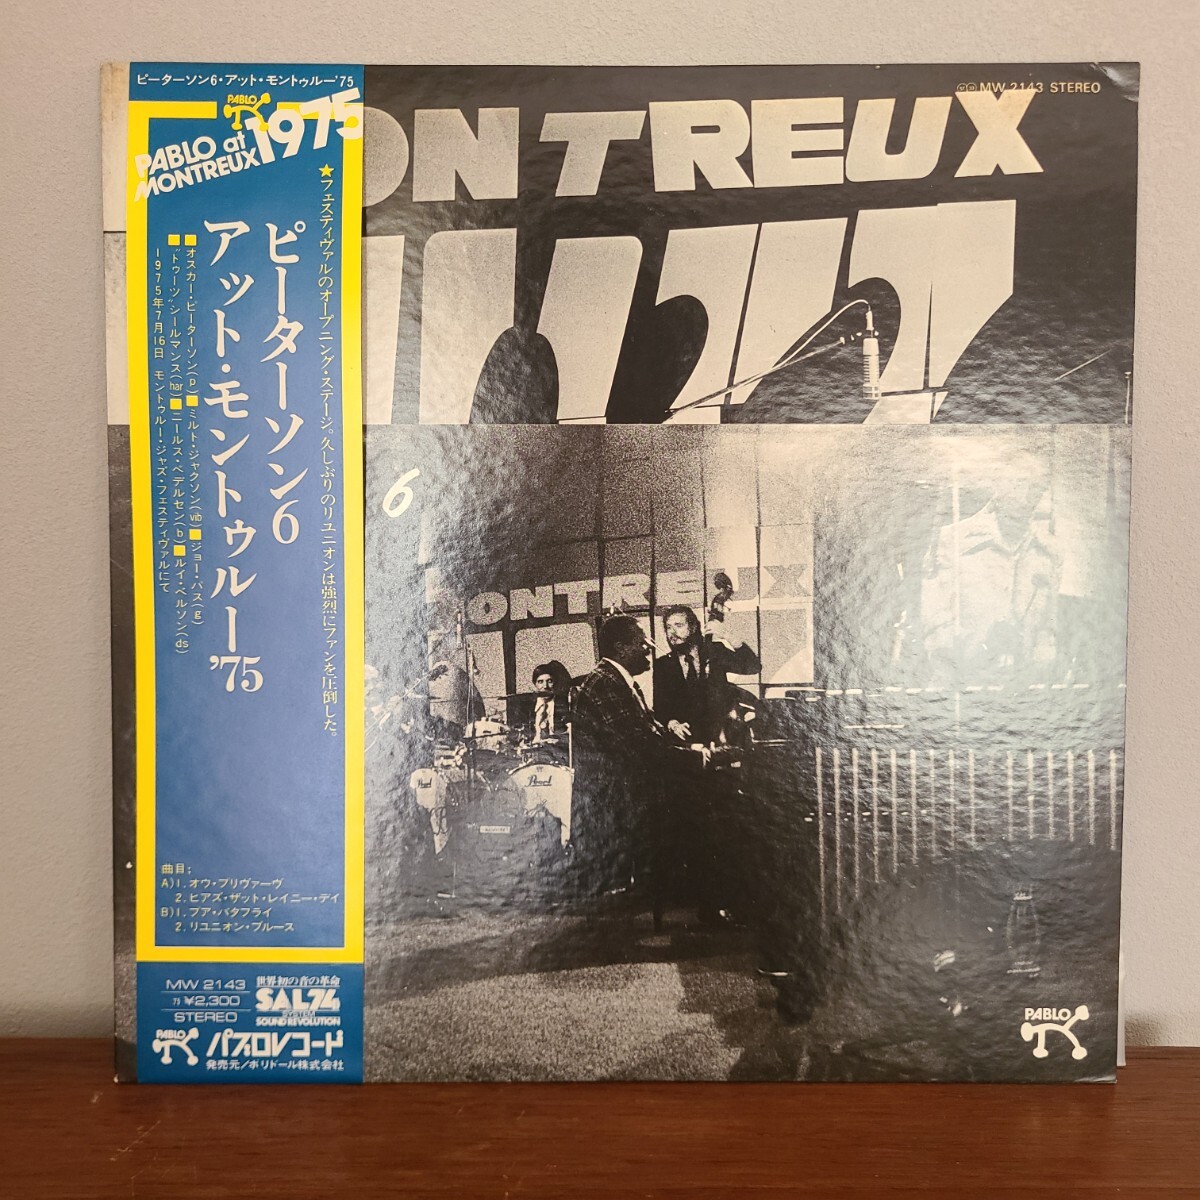 ピーターソン6・アット・モントゥルー'75
PABLO
PABLO at
MONTREUX
1975
★フェスティヴァルのオープニング・ステージ。久しぶりのリユニオンは強烈にファンを圧倒した。
ピーターソン6
アット・モントゥルー'75
■オスカー・ピーターソン(p)■ミルト・ジャクソン(vib)■ジョー・パス(g)
■"トゥーツ"シールマンス(har)■ニールス・ペデルセン(b)■ルイ・ベルソン(ds)
1975年7月16日 モントゥルー・ジャズ・フェスティヴァルにて
曲目;
A)1.オウ・プリヴァーヴ
2.ヒアズ・ザット・レイニー・デイ
B)1.プア・バタフライ
2.リユニオン・ブルース
MW 2143
¥2,300
STEREO
世界初の音の革命
SAL74
SYSTEM
SOUND REVOLUTION
PABLO
パブロレコード
発売元/ポリドール株式会社
MW 2143 STEREO
ONTREUX
6
ONTREUX
Pearl
Pearl
PABLO